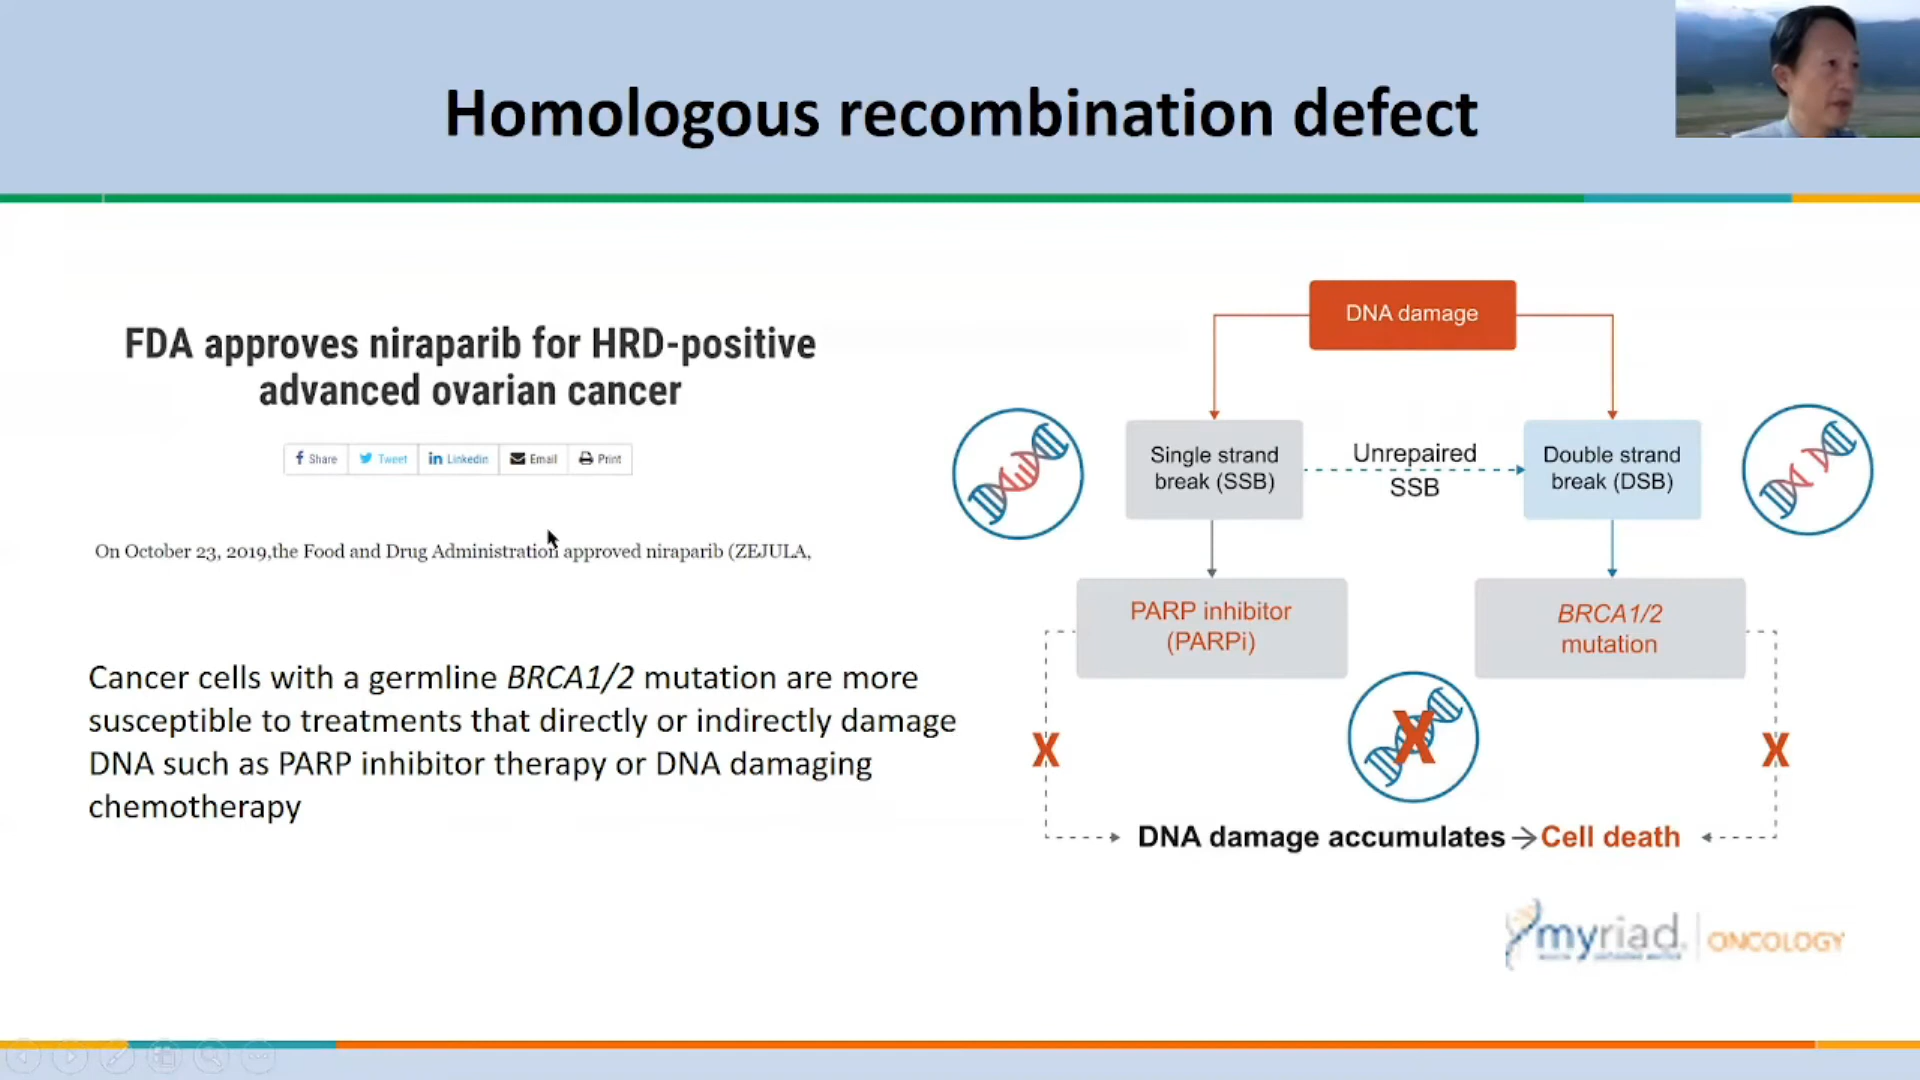 Homologous recombination defect
FDA approves niraparib for HRD-positive
advanced ovarian cancer
Share Tweet Linkedin Email Print
On October 23, 2019,the Food and Drug Administration approved niraparib (ZEJULA,
Cancer cells with a germline BRCA1/2 mutation are more
susceptible to treatments that directly or indirectly damage
DNA such as PARP inhibitor therapy or DNA damaging
chemotherapy
DNA damage
Single strand
break (SSB)
Unrepaired
SSB
Double strand
break (DSB)
PARP inhibitor
(PARPi)
BRCA1/2
mutation
X
X
X
DNA damage accumulates → Cell death
myriad. ONCOLOGY